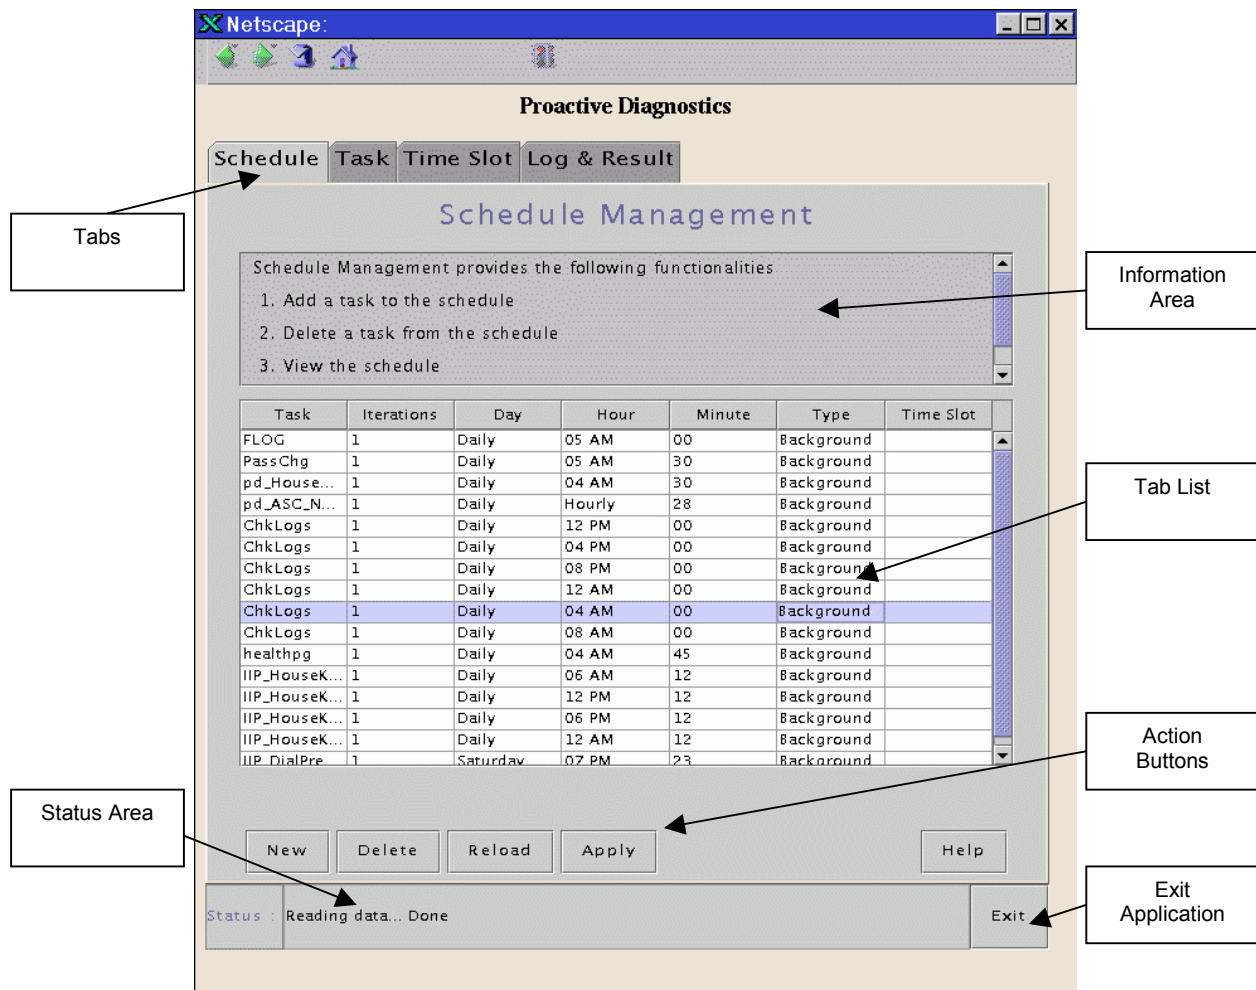 Netscape:
Proactive Diagnostics
Schedule Task Time Slot Log & Result
Tabs
Schedule Management
Schedule Management provides the following functionalities
1. Add a task to the schedule
2. Delete a task from the schedule
3. View the schedule
Information
Area
Task Iterations Day Hour Minute Type Time Slot
FLOG 1 Daily 05 AM 00 Background
PassChg 1 Daily 05 AM 30 Background
pd_House... 1 Daily 04 AM 30 Background
pd_ASC_N... 1 Daily Hourly 28 Background
ChkLogs 1 Daily 12 PM 00 Background
ChkLogs 1 Daily 04 PM 00 Background
ChkLogs 1 Daily 08 PM 00 Background
ChkLogs 1 Daily 12 AM 00 Background
ChkLogs 1 Daily 04 AM 00 Background
ChkLogs 1 Daily 08 AM 00 Background
healthpg 1 Daily 04 AM 45 Background
IIP_HouseK... 1 Daily 06 AM 12 Background
IIP_HouseK... 1 Daily 12 PM 12 Background
IIP_HouseK... 1 Daily 06 PM 12 Background
IIP_HouseK... 1 Daily 12 AM 12 Background
IIP_DialPre 1 Saturday 07 PM 23 Background
Tab List
Action
Buttons
Status Area
New Delete Reload Apply Help
Status : Reading data... Done Exit
Exit
Application